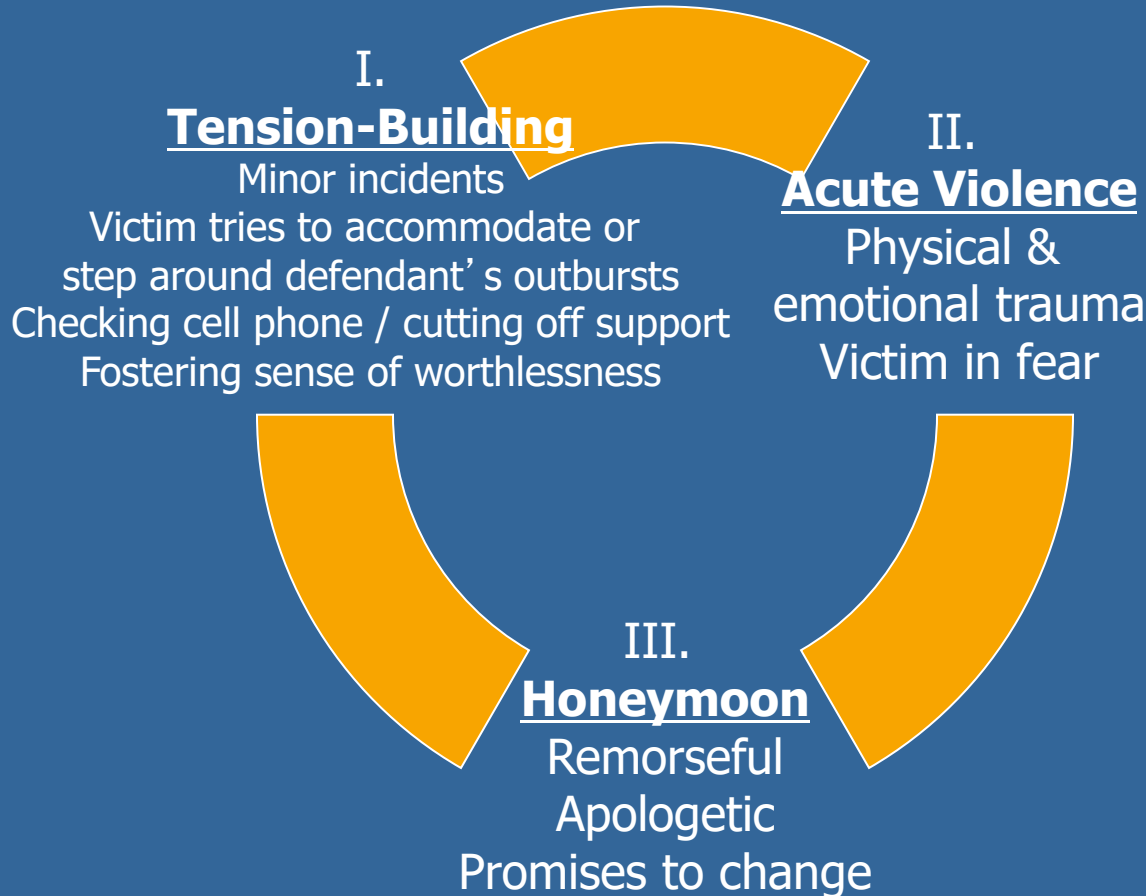 I.
Tension-Building
Minor incidents
Victim tries to accommodate or
step around defendant’s outbursts
Checking cell phone / cutting off support
Fostering sense of worthlessness
II.
Acute Violence
Physical &
emotional trauma
Victim in fear
III.
Honeymoon
Remorseful
Apologetic
Promises to change